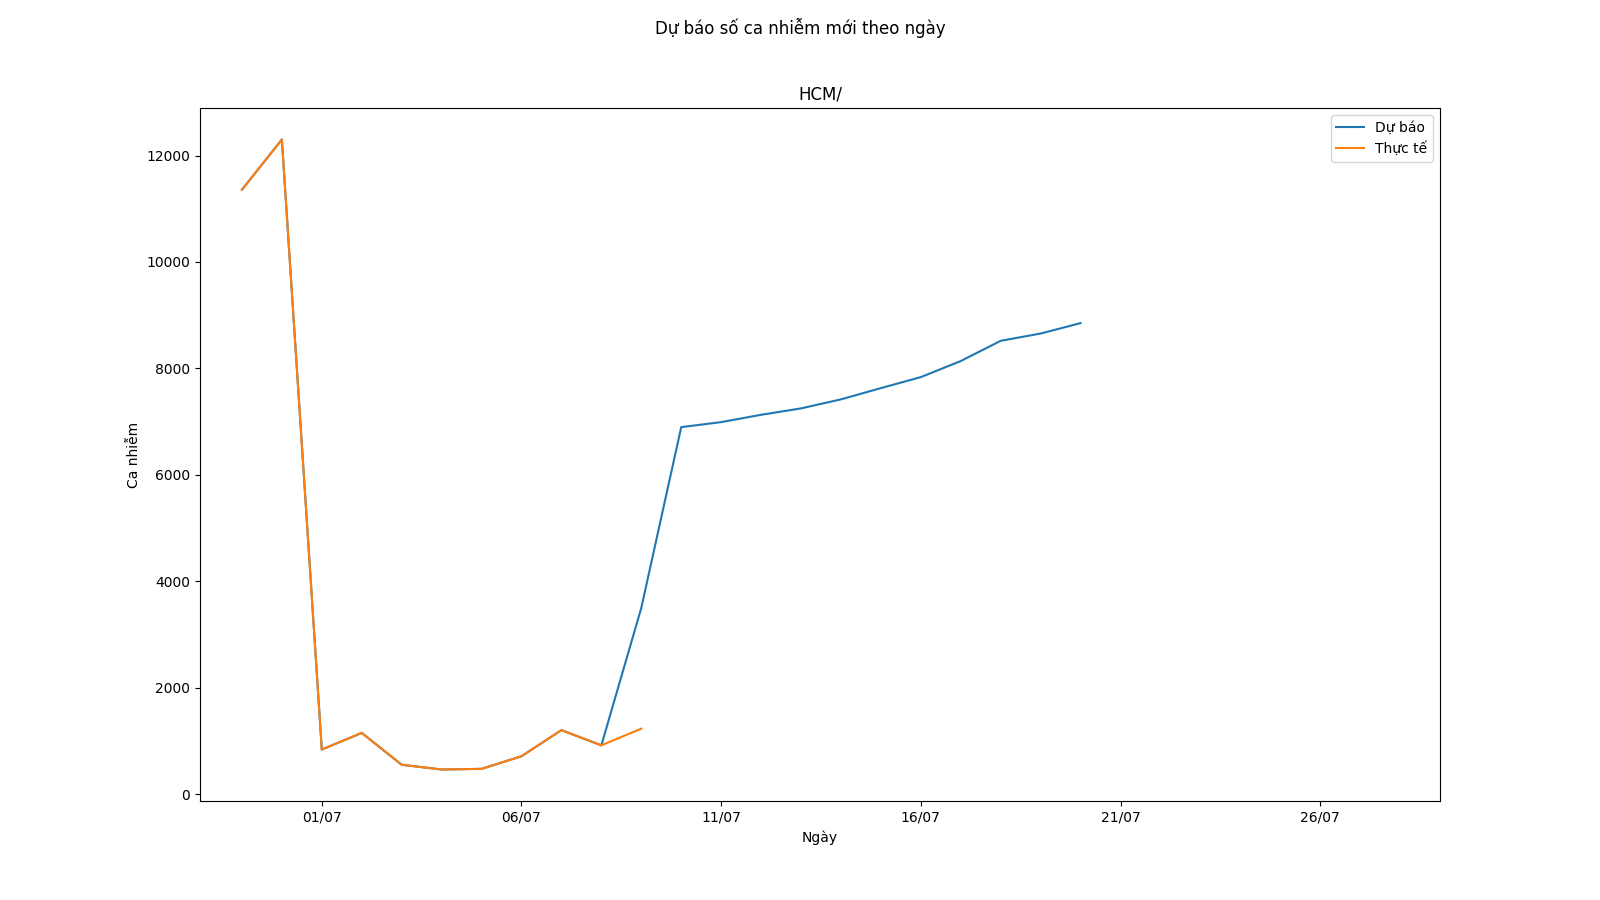 Dự báo số ca nhiễm mới theo ngày
HCM/
Dự báo
Thực tế
12000
10000
8000
6000
4000
2000
0
Ca nhiễm
01/07
06/07
11/07
16/07
21/07
26/07
Ngày